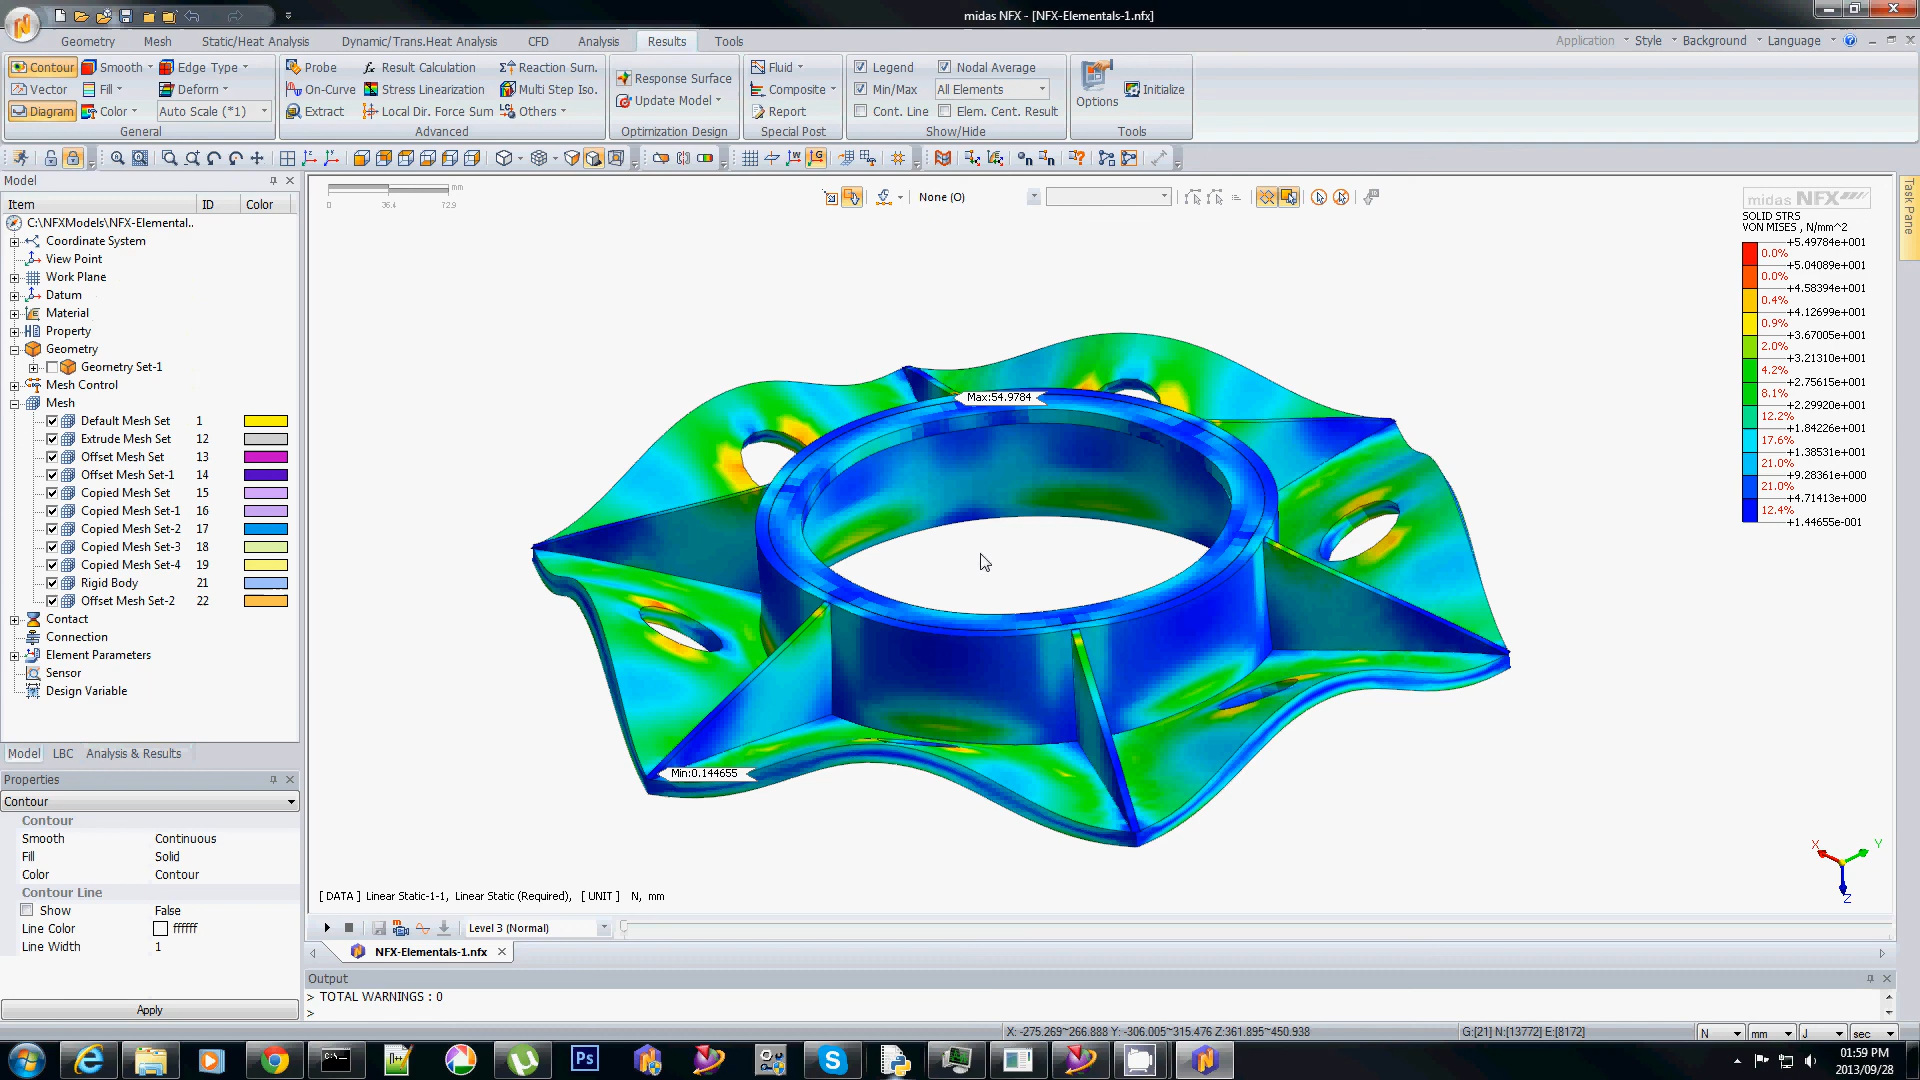 midas NFX - [NFX-Elementals-1.nfx]
Geometry Mesh Static/Heat Analysis Dynamic/Trans.Heat Analysis CFD Analysis Results Tools Application Style Background Language
Contour Smooth Edge Type Probe Result Calculation Reaction Sum. Response Surface Fluid Legend Nodal Average
Vector Fill Deform On-Curve Stress Linearization Multi Step Iso. Update Model Composite Min/Max All Elements Options Initialize
Diagram Color Auto Scale (*1) Extract Local Dir. Force Sum Others Report Cont. Line Elem. Cent. Result
General Advanced Optimization Design Special Post Show/Hide Tools
Model
Item ID Color
C:\NFXModels\NFX-Elemental..
Coordinate System
View Point
Work Plane
Datum
Material
Property
Geometry
Geometry Set-1
Mesh Control
Mesh
Default Mesh Set 1
Extrude Mesh Set 12
Offset Mesh Set 13
Offset Mesh Set-1 14
Copied Mesh Set 15
Copied Mesh Set-1 16
Copied Mesh Set-2 17
Copied Mesh Set-3 18
Copied Mesh Set-4 19
Rigid Body 21
Offset Mesh Set-2 22
Contact
Connection
Element Parameters
Sensor
Design Variable
Model LBC Analysis & Results
Properties
Contour
Contour
Smooth Continuous
Fill Solid
Color Contour
Contour Line
Show False
Line Color ffffff
Line Width 1
Apply
mm
0 36.4 72.9
None (O)
Task Pane
midas NFX
SOLID STRS
VON MISES , N/mm^2
+5.49784e+001
0.0%
+5.04089e+001
0.0%
+4.58394e+001
0.4%
+4.12699e+001
0.9%
+3.67005e+001
2.0%
+3.21310e+001
4.2%
+2.75615e+001
8.1%
+2.29920e+001
12.2%
+1.84226e+001
17.6%
+1.38531e+001
21.0%
+9.28361e+000
21.0%
+4.71413e+000
12.4%
+1.44655e-001
Max:54.9784
Min:0.144655
X Y
Z
[ DATA ] Linear Static-1-1, Linear Static (Required), [ UNIT ] N, mm
Level 3 (Normal)
NFX-Elementals-1.nfx
Output
> TOTAL WARNINGS : 0
>
X: -275.269~266.888 Y: -306.005~315.476 Z:361.895~450.938 G:[21] N:[13772] E:[8172] N mm J sec
Ps
01:59 PM
2013/09/28